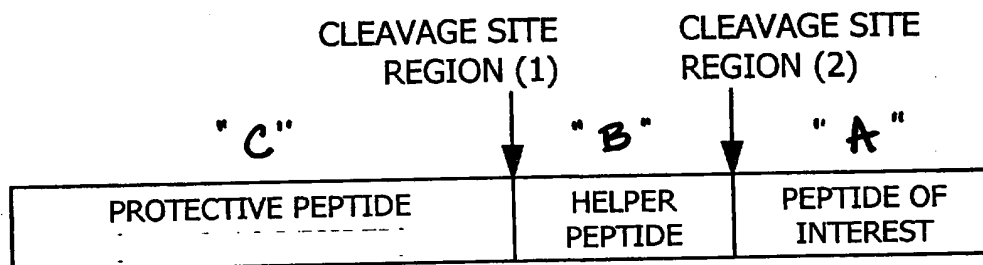 CLEAVAGE SITE
REGION (1)
CLEAVAGE SITE
REGION (2)
"C"
"B"
"A"
PROTECTIVE PEPTIDE
HELPER
PEPTIDE
PEPTIDE OF
INTEREST